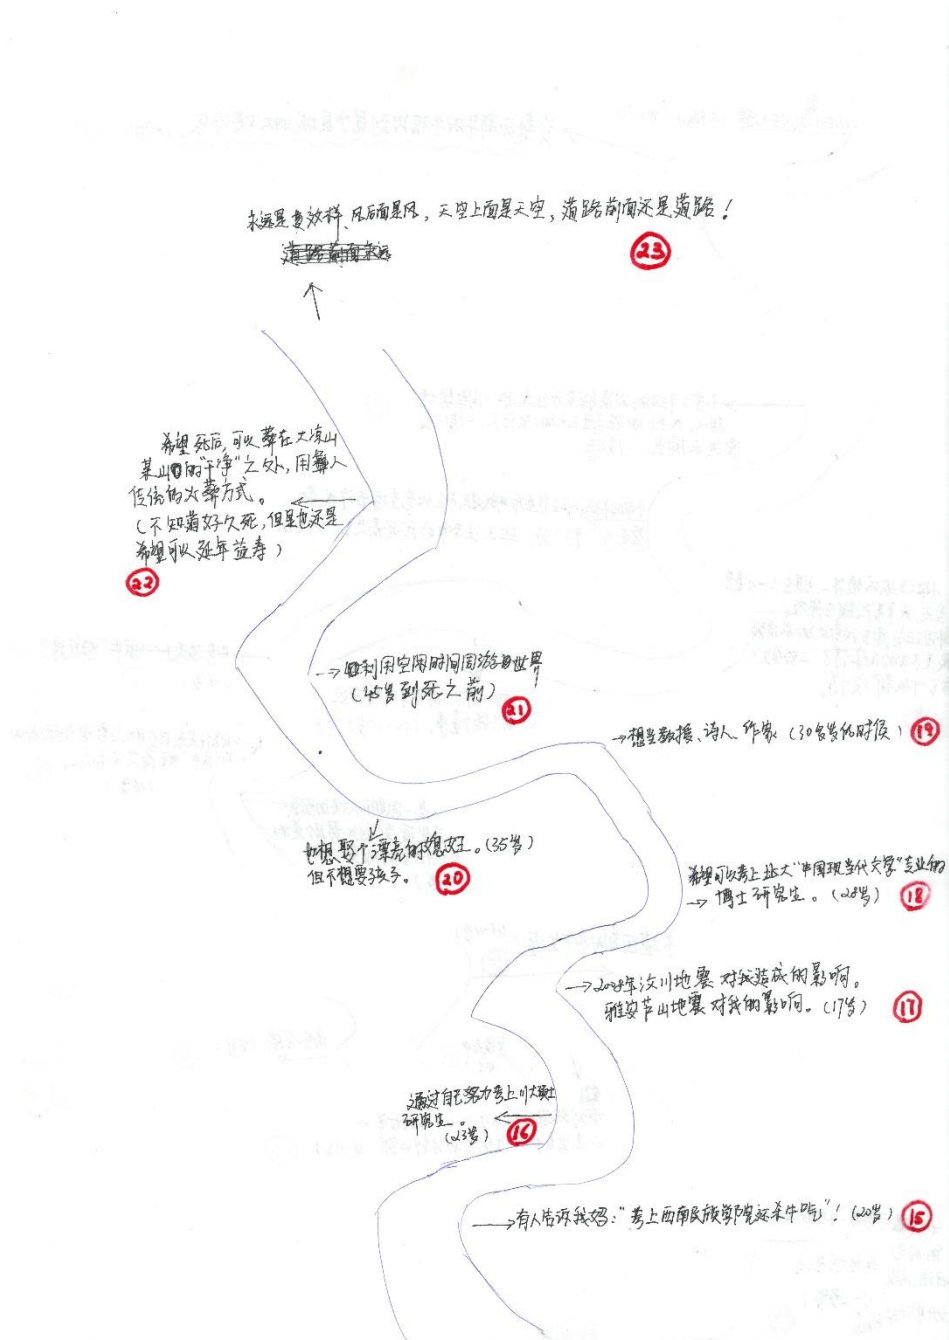 永远是重放样、风后面是风，天空上面是天空，道路前面还是道路！
道路前面永远
23
希望死后，可以葬在大凉山
某山的“干净”之外，用彝人
传统的火葬方式。
（不知道好久死，但是也还是
希望可以延年益寿）
22
利用空闲时间周游世界
（45岁到死之前）
21
想当教授、诗人、作家（30多岁的时候）
19
也想娶个漂亮的媳妇。（35岁）
但不想要孩子。
20
希望可以考上北大“中国现当代文学”专业的
博士研究生。（28岁）
18
2008年汶川地震对我造成的影响。
雅安芦山地震对我的影响。（17岁）
17
通过自己努力考上川大硕士
研究生。
（23岁）
16
有人告诉我妈：“考上西南民族学院还杀牛吃”！（20岁）
15